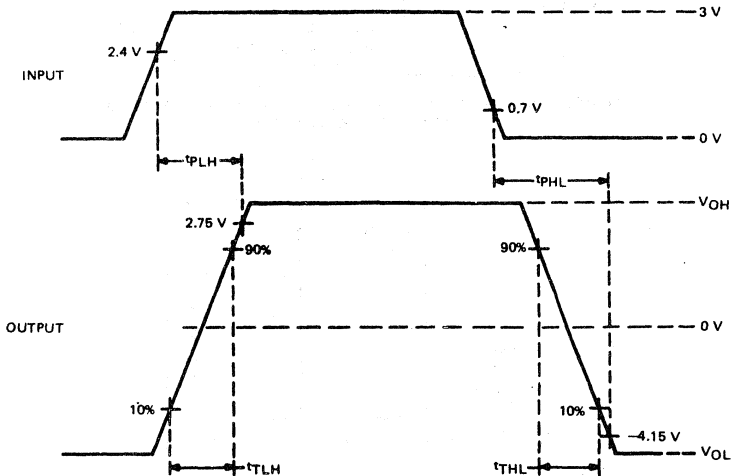 3 V
2.4 V
INPUT
0.7 V
0 V
tPLH
tPHL
VOH
2.75 V
90%
90%
OUTPUT
0 V
10%
10%
-4.15 V
VOL
tTLH
tTHL